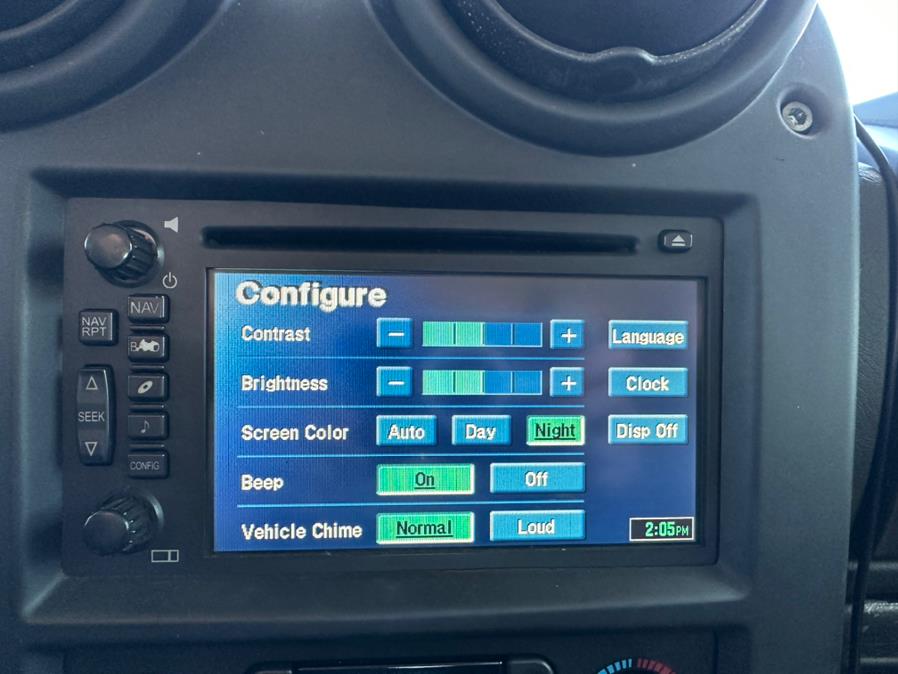 Configure
Contrast − + Language
Brightness − + Clock
Screen Color Auto Day Night Disp Off
Beep On Off
Vehicle Chime Normal Loud
2:05PM
NAV
NAV
RPT
SEEK
CONFIG